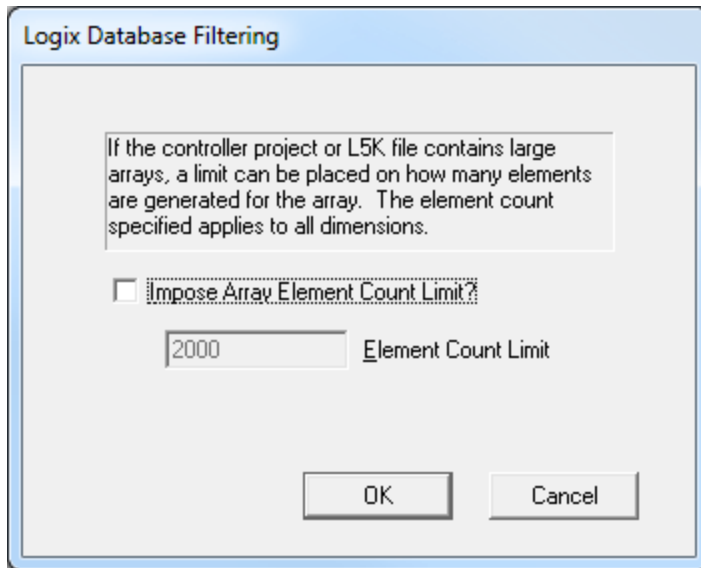 Logix Database Filtering
If the controller project or L5K file contains large
arrays, a limit can be placed on how many elements
are generated for the array.  The element count
specified applies to all dimensions.
Impose Array Element Count Limit?
2000 Element Count Limit
OK Cancel